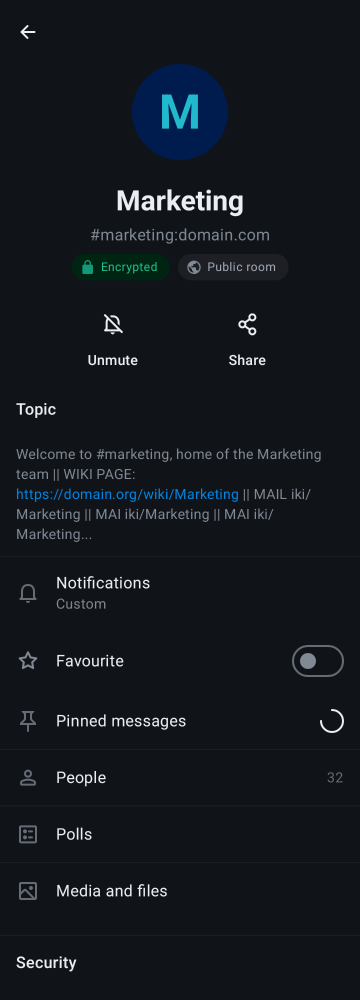 M
Marketing
#marketing:domain.com
Encrypted
Public room
Unmute
Share
Topic
Welcome to #marketing, home of the Marketing
team || WIKI PAGE:
https://domain.org/wiki/Marketing || MAIL iki/
Marketing || MAI iki/Marketing || MAI iki/
Marketing...
Notifications
Custom
Favourite
Pinned messages
People 32
Polls
Media and files
Security